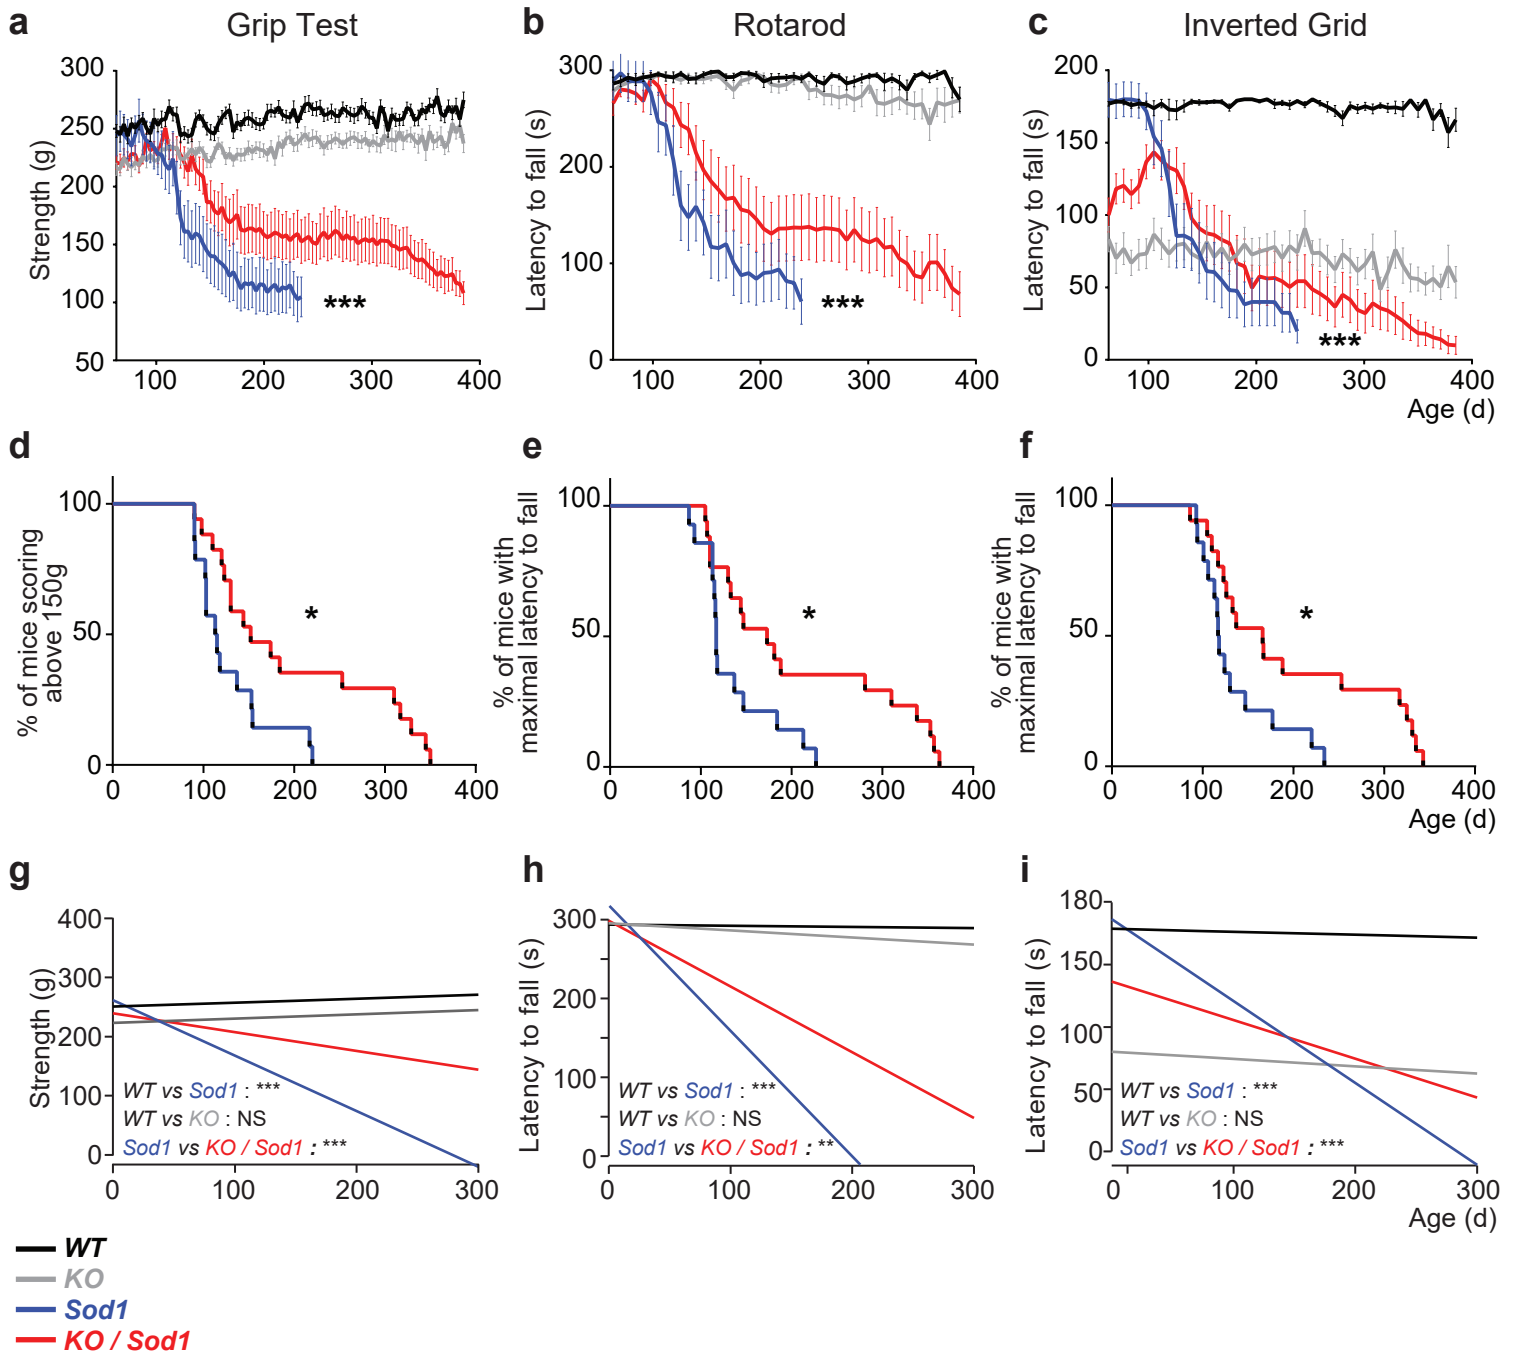 a Grip Test b Rotarod c Inverted Grid
Strength (g)
300
250
200
150
100
50
100 200 300 400
***
Latency to fall (s)
300
200
100
0
100 200 300 400
***
Latency to fall (s)
200
150
100
50
0
100 200 300 400
***
Age (d)
d e f
% of mice scoring
above 150g
100
50
0
0 100 200 300 400
*
% of mice with
maximal latency to fall
100
50
0
0 100 200 300 400
*
% of mice with
maximal latency to fall
100
50
0
0 100 200 300 400
*
Age (d)
g h i
Strength (g)
400
300
200
100
0
0 100 200 300
WT vs Sod1 : ***
WT vs KO : NS
Sod1 vs KO / Sod1 : ***
Latency to fall (s)
300
200
100
0
0 100 200 300
WT vs Sod1 : ***
WT vs KO : NS
Sod1 vs KO / Sod1 : **
Latency to fall (s)
180
150
100
50
0
0 100 200 300
WT vs Sod1 : ***
WT vs KO : NS
Sod1 vs KO / Sod1 : ***
Age (d)
WT
KO
Sod1
KO / Sod1